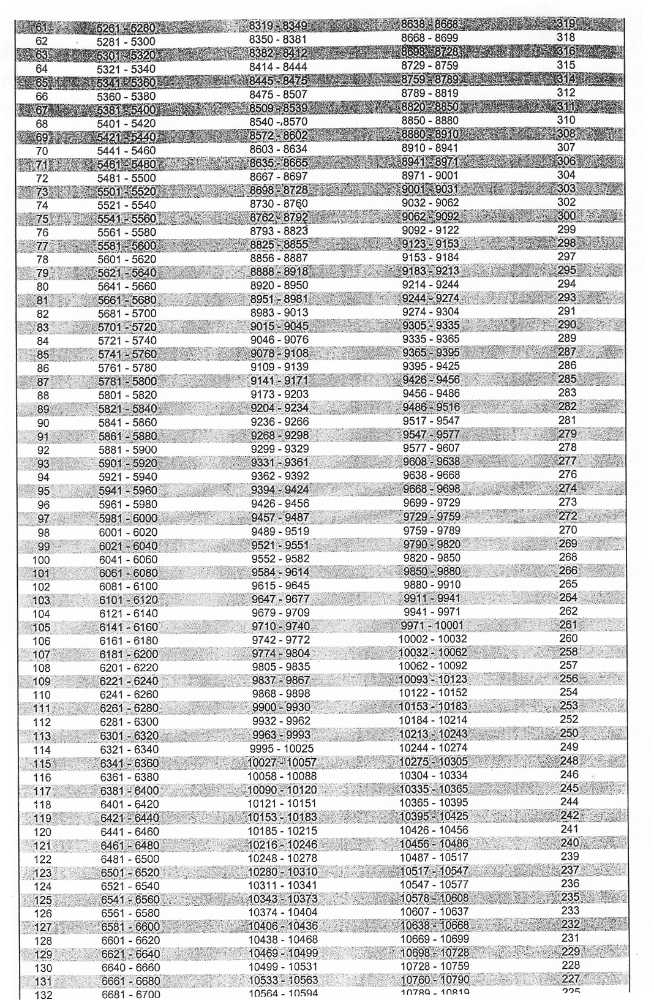 61 5261 - 5280 8319 - 8349 8638 - 8668 319
62 5281 - 5300 8350 - 8381 8668 - 8699 318
63 5301 - 5320 8382 - 8412 8698 - 8728 316
64 5321 - 5340 8414 - 8444 8729 - 8759 315
65 5341 - 5360 8445 - 8475 8759 - 8789 314
66 5360 - 5380 8475 - 8507 8789 - 8819 312
67 5381 - 5400 8509 - 8539 8820 - 8850 311
68 5401 - 5420 8540 - 8570 8850 - 8880 310
69 5421 - 5440 8572 - 8602 8880 - 8910 308
70 5441 - 5460 8603 - 8634 8910 - 8941 307
71 5461 - 5480 8635 - 8665 8941 - 8971 306
72 5481 - 5500 8667 - 8697 8971 - 9001 304
73 5501 - 5520 8698 - 8728 9001 - 9031 303
74 5521 - 5540 8730 - 8760 9032 - 9062 302
75 5541 - 5560 8762 - 8792 9062 - 9092 300
76 5561 - 5580 8793 - 8823 9092 - 9122 299
77 5581 - 5600 8825 - 8855 9123 - 9153 298
78 5601 - 5620 8856 - 8887 9153 - 9184 297
79 5621 - 5640 8888 - 8918 9183 - 9213 295
80 5641 - 5660 8920 - 8950 9214 - 9244 294
81 5661 - 5680 8951 - 8981 9244 - 9274 293
82 5681 - 5700 8983 - 9013 9274 - 9304 291
83 5701 - 5720 9015 - 9045 9305 - 9335 290
84 5721 - 5740 9046 - 9076 9335 - 9365 289
85 5741 - 5760 9078 - 9108 9365 - 9395 287
86 5761 - 5780 9109 - 9139 9395 - 9425 286
87 5781 - 5800 9141 - 9171 9426 - 9456 285
88 5801 - 5820 9173 - 9203 9456 - 9486 283
89 5821 - 5840 9204 - 9234 9486 - 9516 282
90 5841 - 5860 9236 - 9266 9517 - 9547 281
91 5861 - 5880 9268 - 9298 9547 - 9577 279
92 5881 - 5900 9299 - 9329 9577 - 9607 278
93 5901 - 5920 9331 - 9361 9608 - 9638 277
94 5921 - 5940 9362 - 9392 9638 - 9668 276
95 5941 - 5960 9394 - 9424 9668 - 9698 274
96 5961 - 5980 9426 - 9456 9699 - 9729 273
97 5981 - 6000 9457 - 9487 9729 - 9759 272
98 6001 - 6020 9489 - 9519 9759 - 9789 270
99 6021 - 6040 9521 - 9551 9790 - 9820 269
100 6041 - 6060 9552 - 9582 9820 - 9850 268
101 6061 - 6080 9584 - 9614 9850 - 9880 266
102 6081 - 6100 9615 - 9645 9880 - 9910 265
103 6101 - 6120 9647 - 9677 9911 - 9941 264
104 6121 - 6140 9679 - 9709 9941 - 9971 262
105 6141 - 6160 9710 - 9740 9971 - 10001 261
106 6161 - 6180 9742 - 9772 10002 - 10032 260
107 6181 - 6200 9774 - 9804 10032 - 10062 258
108 6201 - 6220 9805 - 9835 10062 - 10092 257
109 6221 - 6240 9837 - 9867 10093 - 10123 256
110 6241 - 6260 9868 - 9898 10122 - 10152 254
111 6261 - 6280 9900 - 9930 10153 - 10183 253
112 6281 - 6300 9932 - 9962 10184 - 10214 252
113 6301 - 6320 9963 - 9993 10213 - 10243 250
114 6321 - 6340 9995 - 10025 10244 - 10274 249
115 6341 - 6360 10027 - 10057 10275 - 10305 248
116 6361 - 6380 10058 - 10088 10304 - 10334 246
117 6381 - 6400 10090 - 10120 10335 - 10365 245
118 6401 - 6420 10121 - 10151 10365 - 10395 244
119 6421 - 6440 10153 - 10183 10395 - 10425 242
120 6441 - 6460 10185 - 10215 10426 - 10456 241
121 6461 - 6480 10216 - 10246 10456 - 10486 240
122 6481 - 6500 10248 - 10278 10487 - 10517 239
123 6501 - 6520 10280 - 10310 10517 - 10547 237
124 6521 - 6540 10311 - 10341 10547 - 10577 236
125 6541 - 6560 10343 - 10373 10578 - 10608 235
126 6561 - 6580 10374 - 10404 10607 - 10637 233
127 6581 - 6600 10406 - 10436 10638 - 10668 232
128 6601 - 6620 10438 - 10468 10669 - 10699 231
129 6621 - 6640 10469 - 10499 10698 - 10728 229
130 6640 - 6660 10499 - 10531 10728 - 10759 228
131 6661 - 6680 10533 - 10563 10760 - 10790 227
132 6681 - 6700 10564 - 10594 10789 - 10819 225